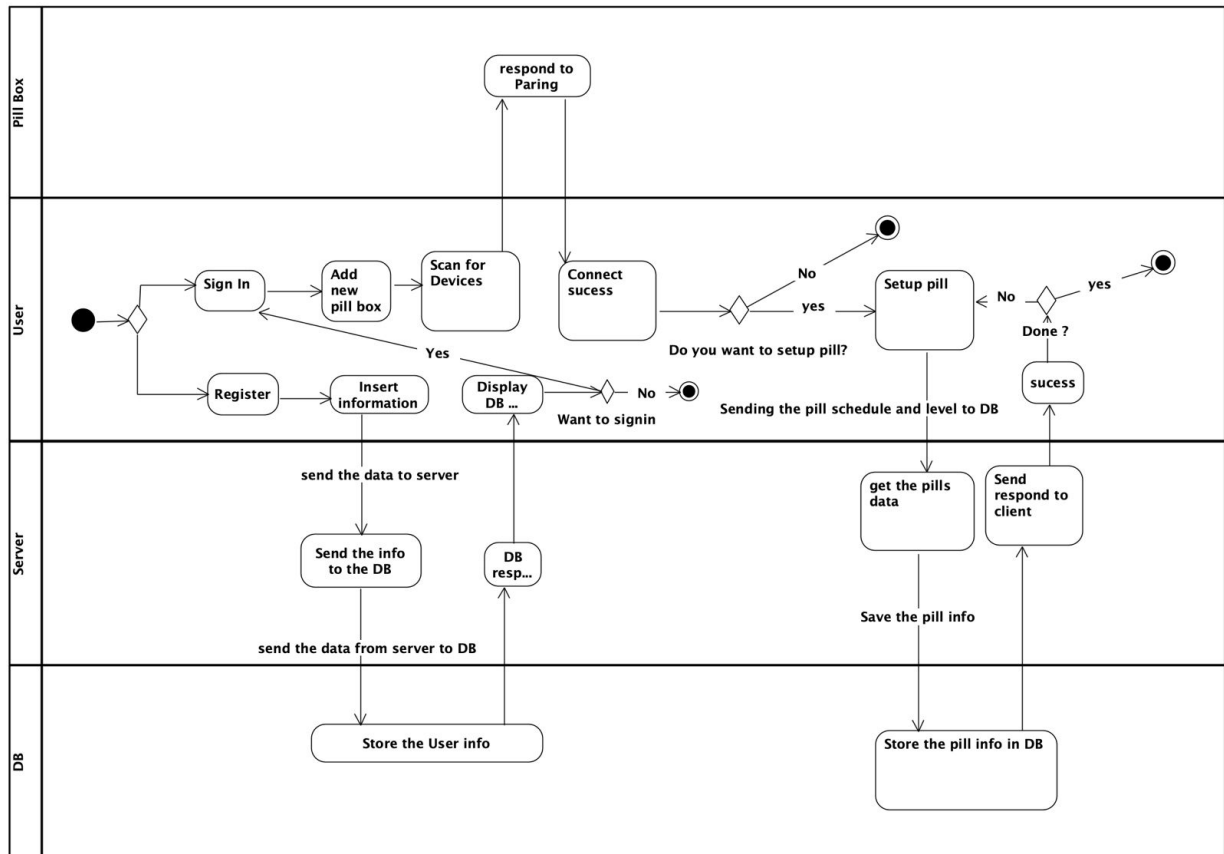 Pill Box
respond to
Paring
User
Sign In
Add
new
pill box
Scan for
Devices
Connect
sucess
No
yes
Do you want to setup pill?
Setup pill
No
yes
Done ?
sucess
Register
Insert
information
Yes
Display
DB ...
No
Want to signin
Sending the pill schedule and level to DB
Server
send the data to server
Send the info
to the DB
DB
resp...
get the pills
data
Send
respond to
client
send the data from server to DB
Save the pill info
DB
Store the User info
Store the pill info in DB